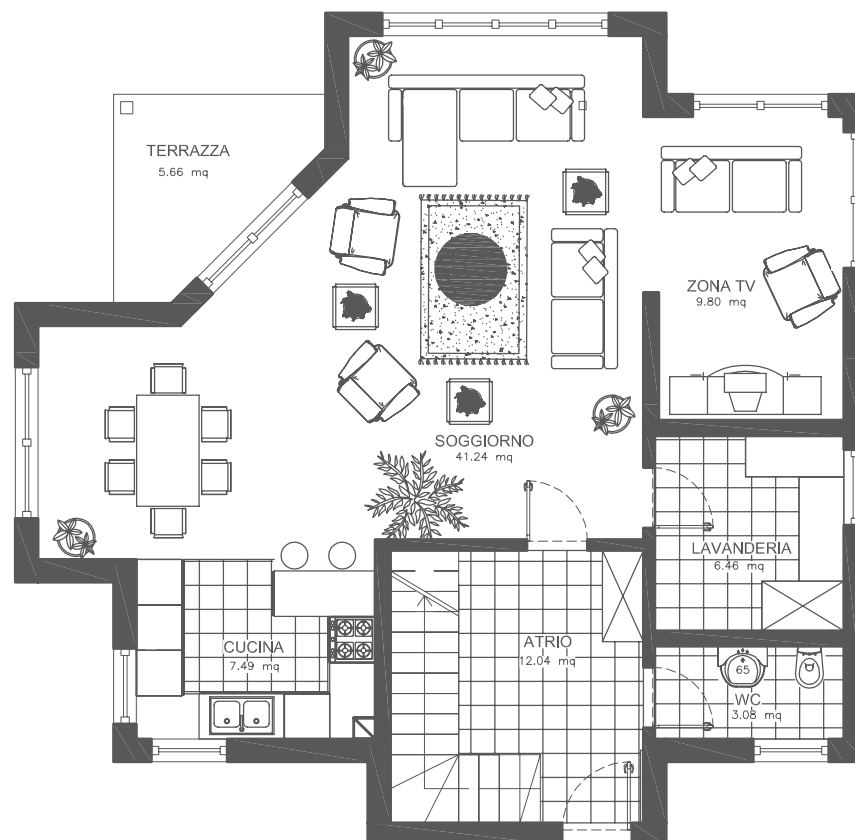 TERRAZZA
5.66 mq
ZONA TV
9.80 mq
SOGGIORNO
41.24 mq
LAVANDERIA
6.46 mq
CUCINA
7.49 mq
ATRIO
12.04 mq
65
WC
3.08 mq